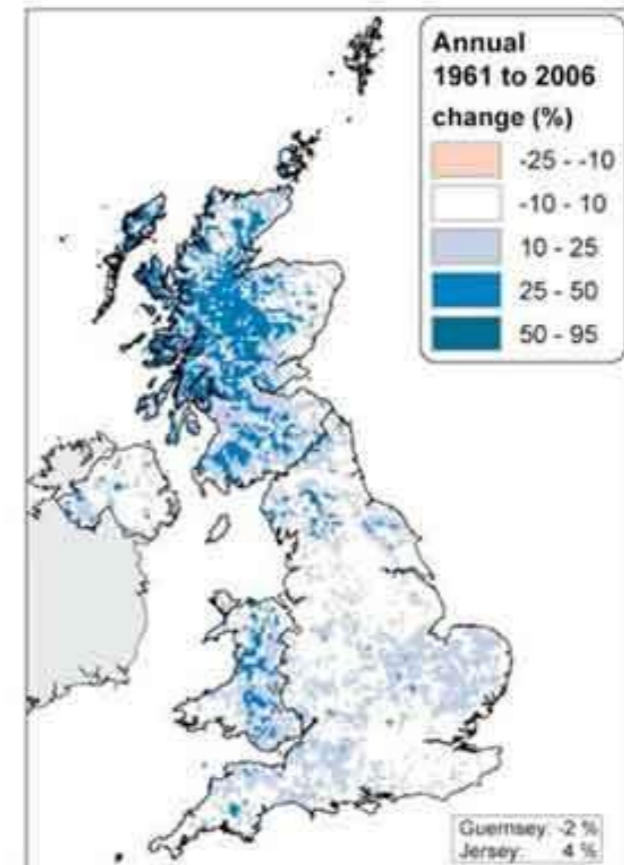 Annual
1961 to 2006
change (%)
-25 - -10
-10 - 10
10 - 25
25 - 50
50 - 95
Guernsey: -2 %
Jersey: 4 %